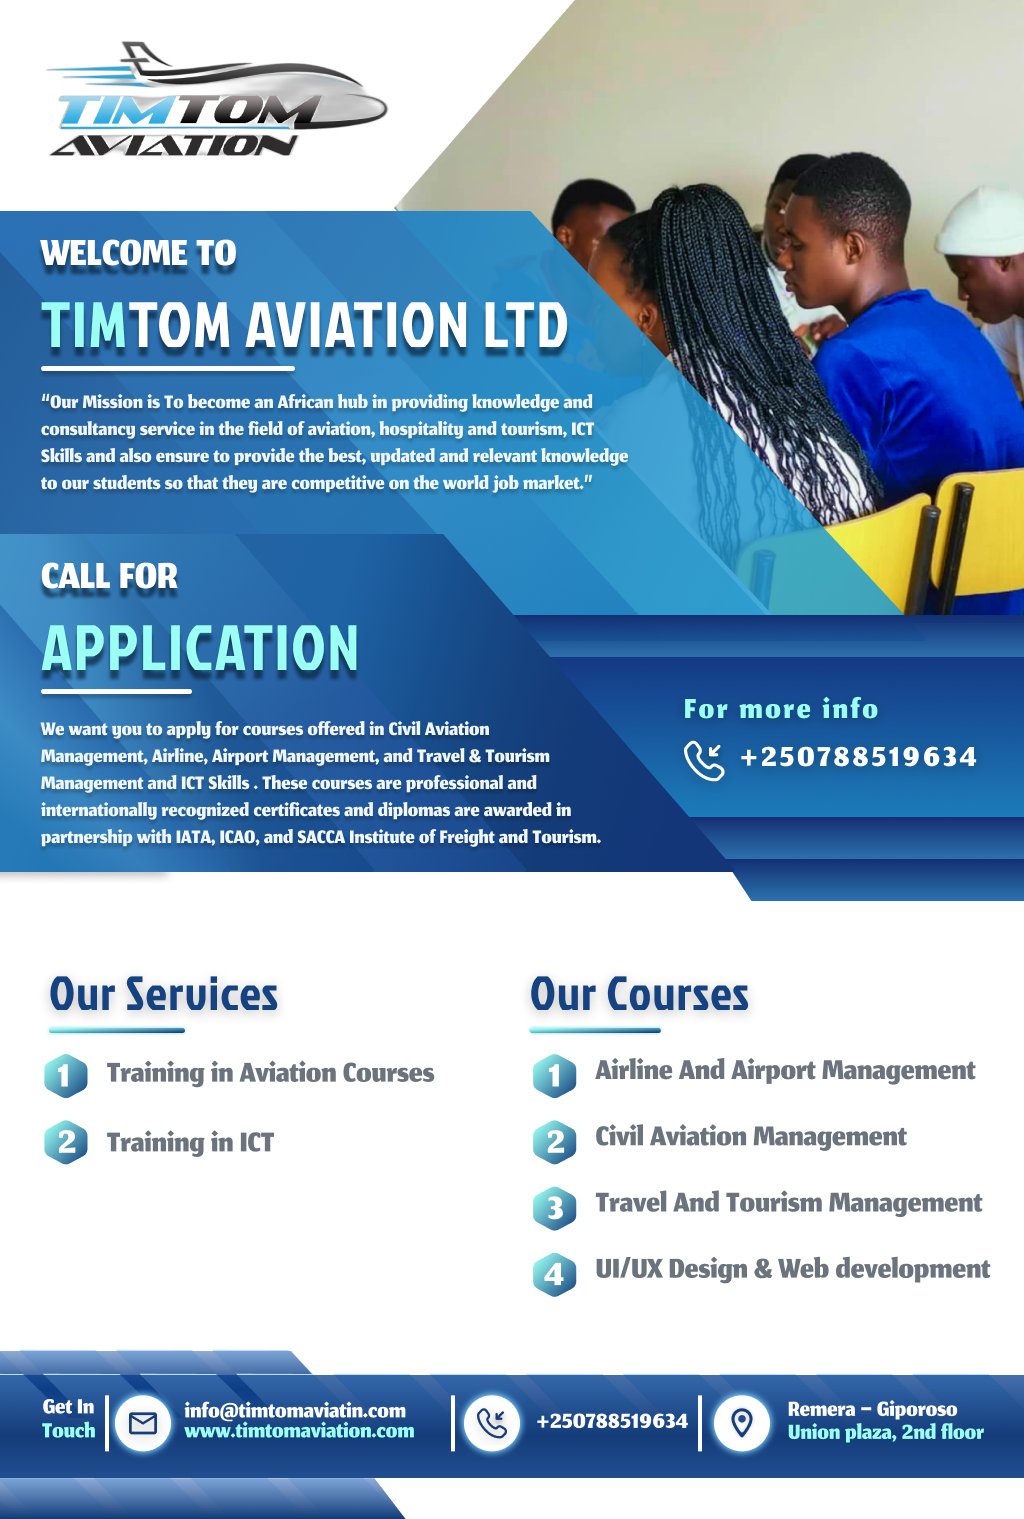 TIMTOM
AVIATION
WELCOME TO
TIMTOM AVIATION LTD
"Our Mission is To become an African hub in providing knowledge and
consultancy service in the field of aviation, hospitality and tourism, ICT
Skills and also ensure to provide the best, updated and relevant knowledge
to our students so that they are competitive on the world job market."
CALL FOR
APPLICATION
We want you to apply for courses offered in Civil Aviation
Management, Airline, Airport Management, and Travel & Tourism
Management and ICT Skills . These courses are professional and
internationally recognized certificates and diplomas are awarded in
partnership with IATA, ICAO, and SACCA Institute of Freight and Tourism.
For more info
+250788519634
Our Services
1 Training in Aviation Courses
2 Training in ICT
Our Courses
1 Airline And Airport Management
2 Civil Aviation Management
3 Travel And Tourism Management
4 UI/UX Design & Web development
Get In
Touch
info@timtomaviatin.com
www.timtomaviation.com
+250788519634
Remera – Giporoso
Union plaza, 2nd floor